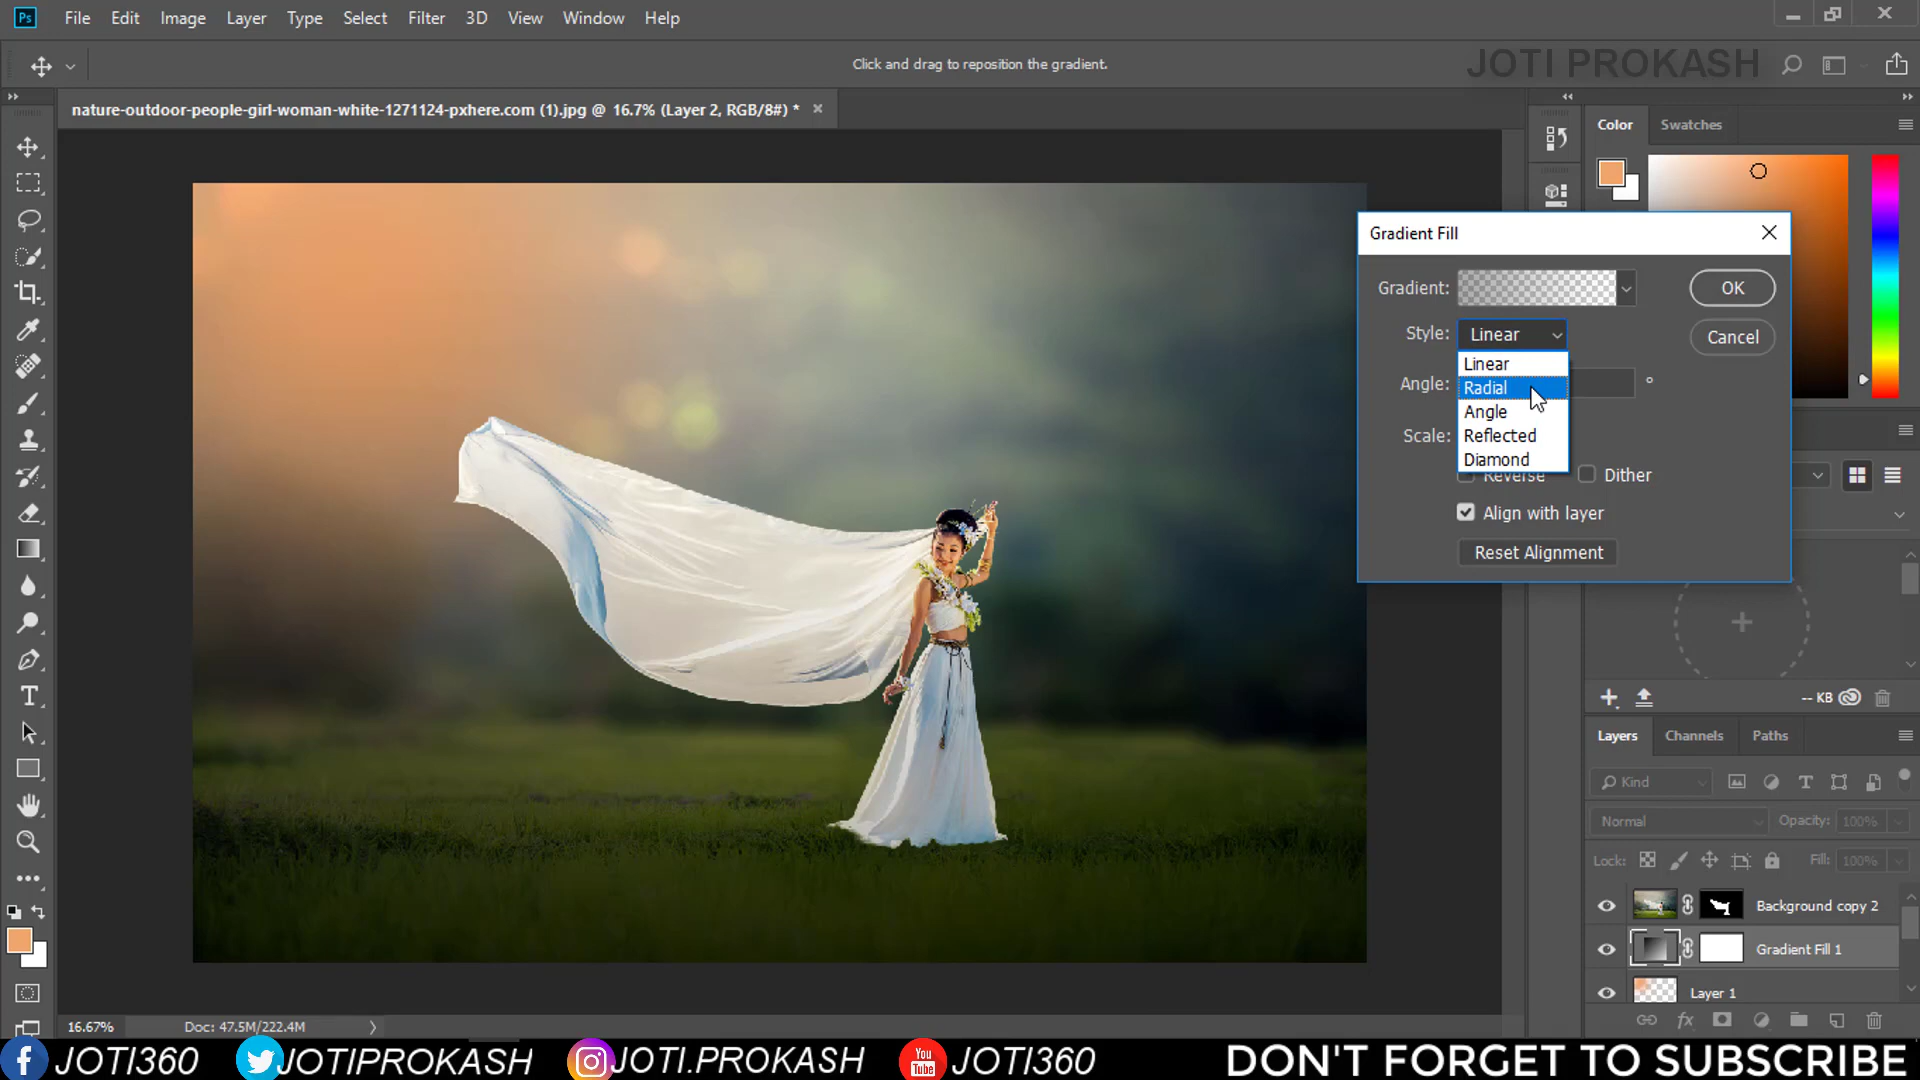 Ps File Edit Image Layer Type Select Filter 3D View Window Help
Click and drag to reposition the gradient.
JOTI PROKASH
nature-outdoor-people-girl-woman-white-1271124-pxhere.com (1).jpg @ 16.7% (Layer 2, RGB/8#) *
Color Swatches
Gradient Fill
Gradient:
OK
Style: Linear
Cancel
Linear
Angle:
Radial
°
Angle
Scale:
Reflected
Diamond
Reverse Dither
Align with layer
Reset Alignment
-- KB
Layers Channels Paths
Kind
Normal Opacity: 100%
Lock: Fill: 100%
Background copy 2
Gradient Fill 1
Layer 1
T
16.67% Doc: 47.5M/222.4M
f JOTI360 JOTIPROKASH JOTI.PROKASH You Tube JOTI360 DON'T FORGET TO SUBSCRIBE